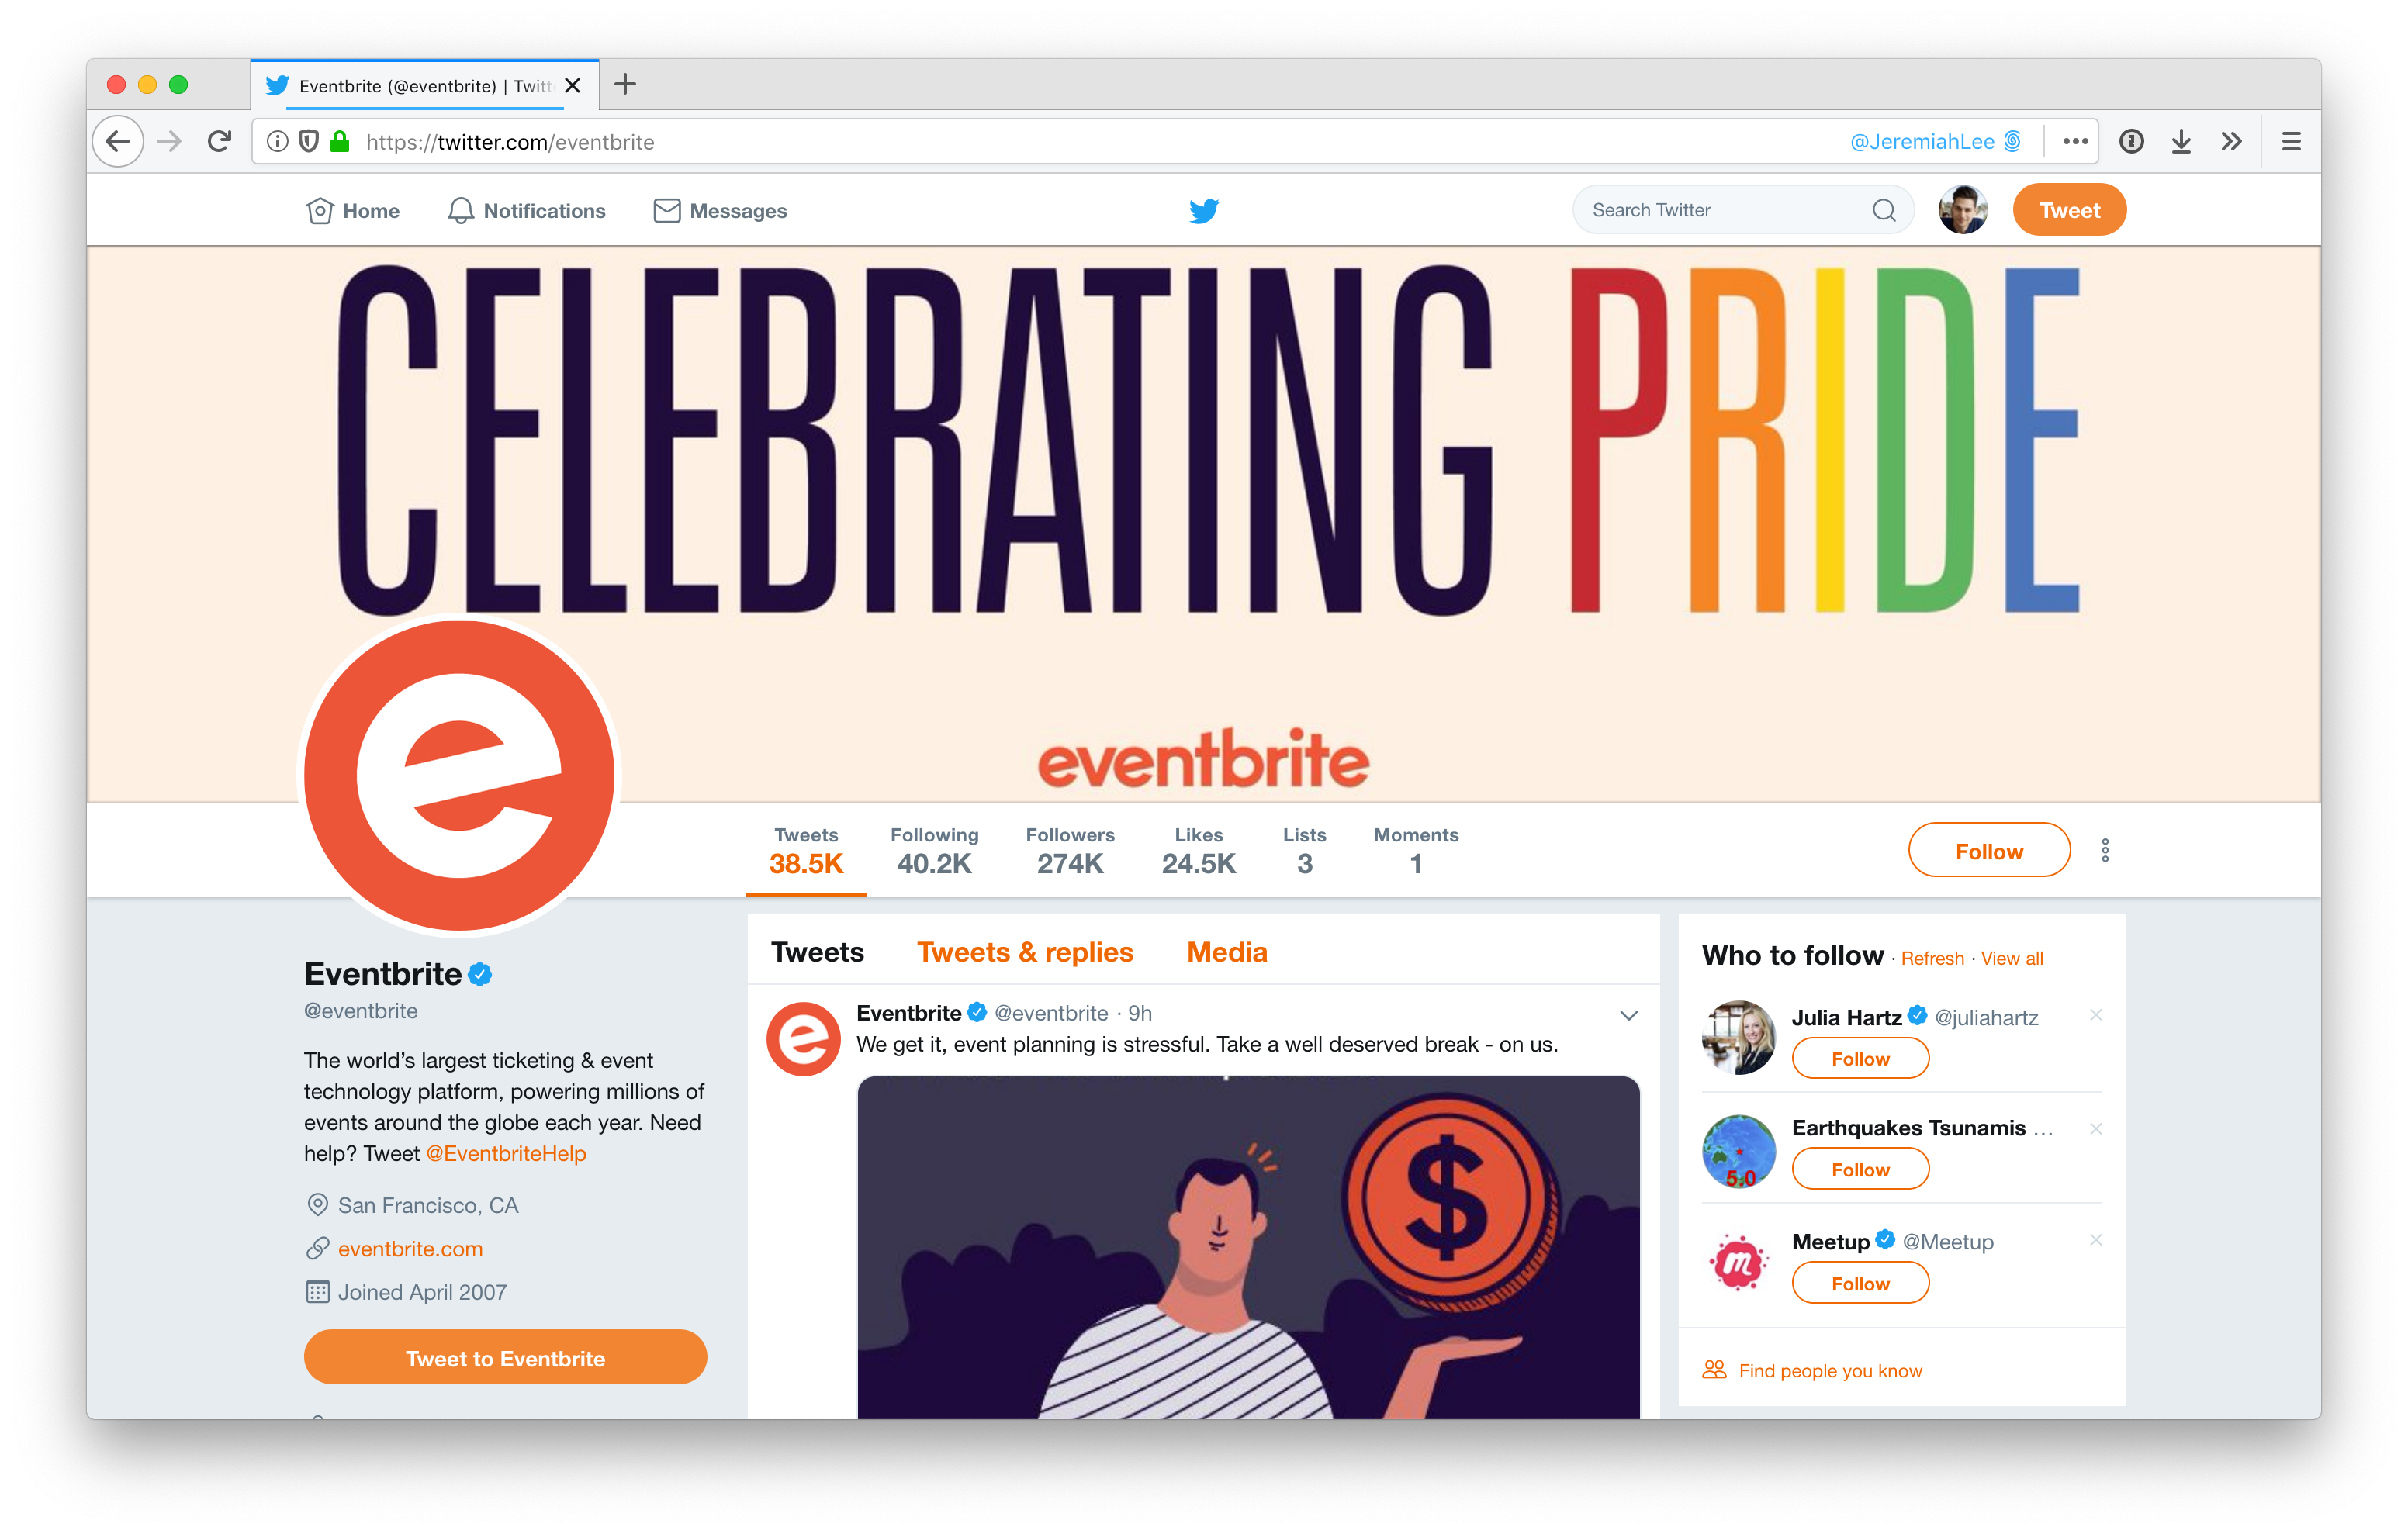 Eventbrite (@eventbrite) | Twitt
https://twitter.com/eventbrite
@JeremiahLee
Home
Notifications
Messages
Search Twitter
Tweet
CELEBRATING PRIDE
eventbrite
Tweets
38.5K
Following
40.2K
Followers
274K
Likes
24.5K
Lists
3
Moments
1
Follow
Eventbrite
@eventbrite
The world’s largest ticketing & event
technology platform, powering millions of
events around the globe each year. Need
help? Tweet @EventbriteHelp
San Francisco, CA
eventbrite.com
Joined April 2007
Tweet to Eventbrite
Tweets
Tweets & replies
Media
Eventbrite @eventbrite · 9h
We get it, event planning is stressful. Take a well deserved break - on us.
$
Who to follow · Refresh · View all
Julia Hartz @juliahartz
Follow
Earthquakes Tsunamis ...
Follow
5.0
Meetup @Meetup
Follow
m
Find people you know